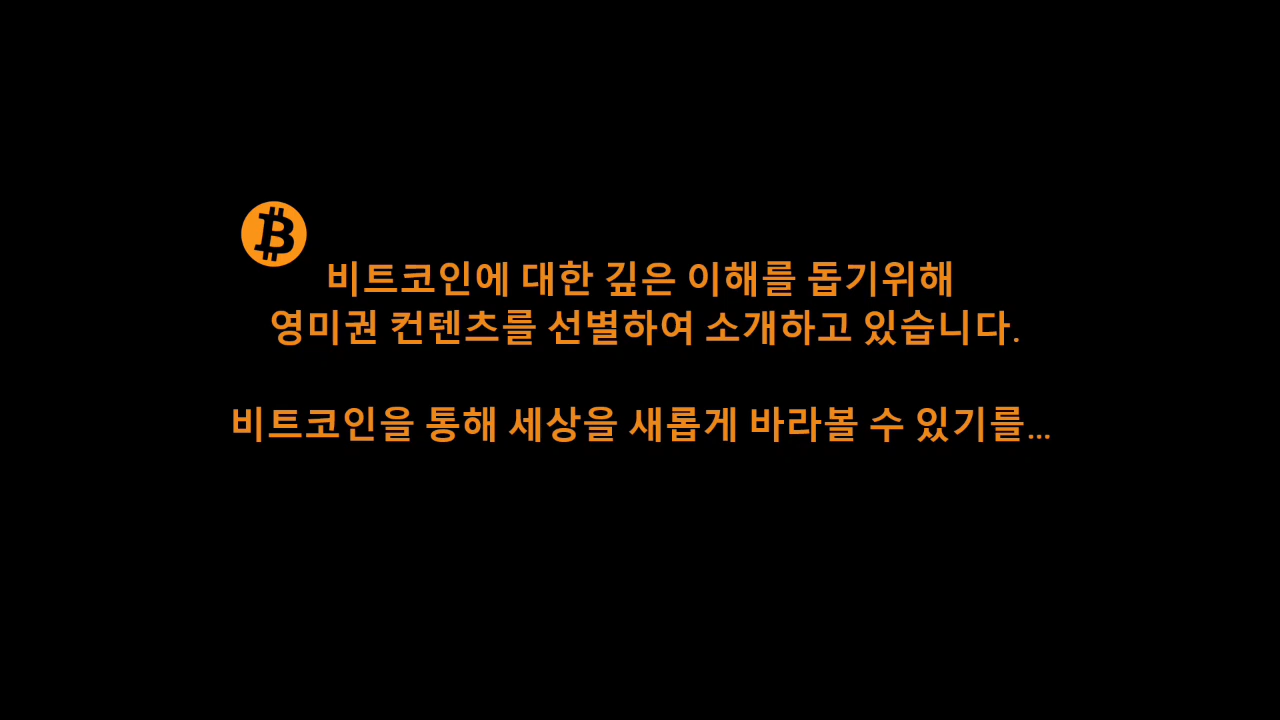 비트코인에 대한 깊은 이해를 돕기위해
영미권 컨텐츠를 선별하여 소개하고 있습니다.
비트코인을 통해 세상을 새롭게 바라볼 수 있기를...